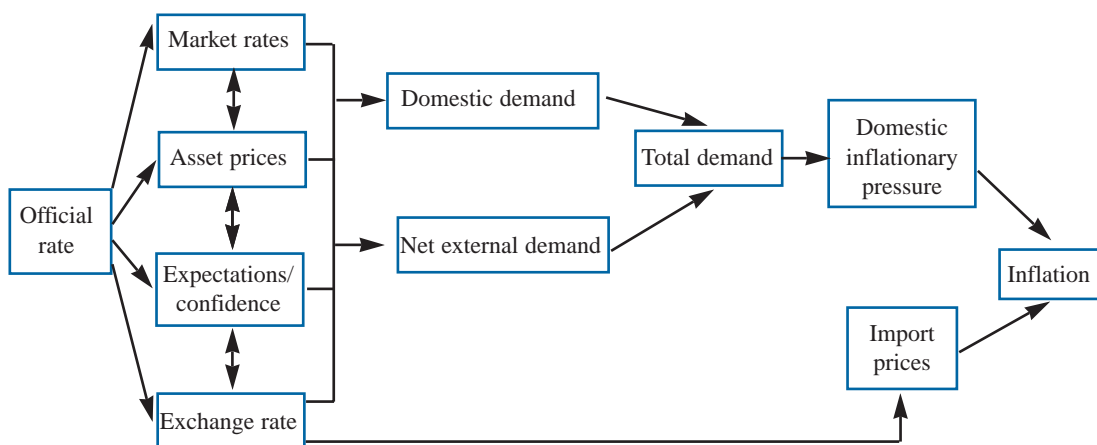 Market rates
Asset prices
Official
rate
Expectations/
confidence
Exchange rate
Domestic demand
Net external demand
Total demand
Domestic
inflationary
pressure
Import
prices
Inflation